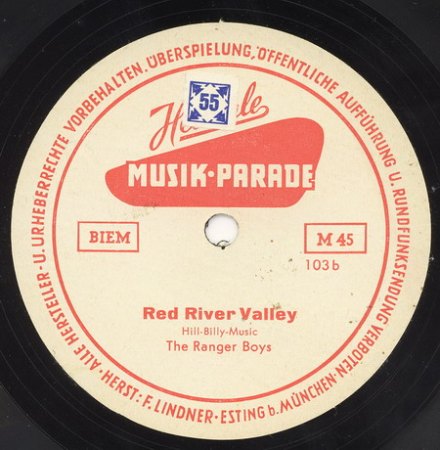 ALLE HERSTELLER- U. URHEBERRECHTE VORBEHALTEN. ÜBERSPIELUNG, ÖFFENTLICHE AUFFÜHRUNG U. RUNDFUNKSENDUNG VERBOTEN
55
MUSIK·PARADE
BIEM
M 45
103b
Red River Valley
Hill-Billy-Music
The Ranger Boys
HERST: F. LINDNER · ESTING b. MÜNCHEN